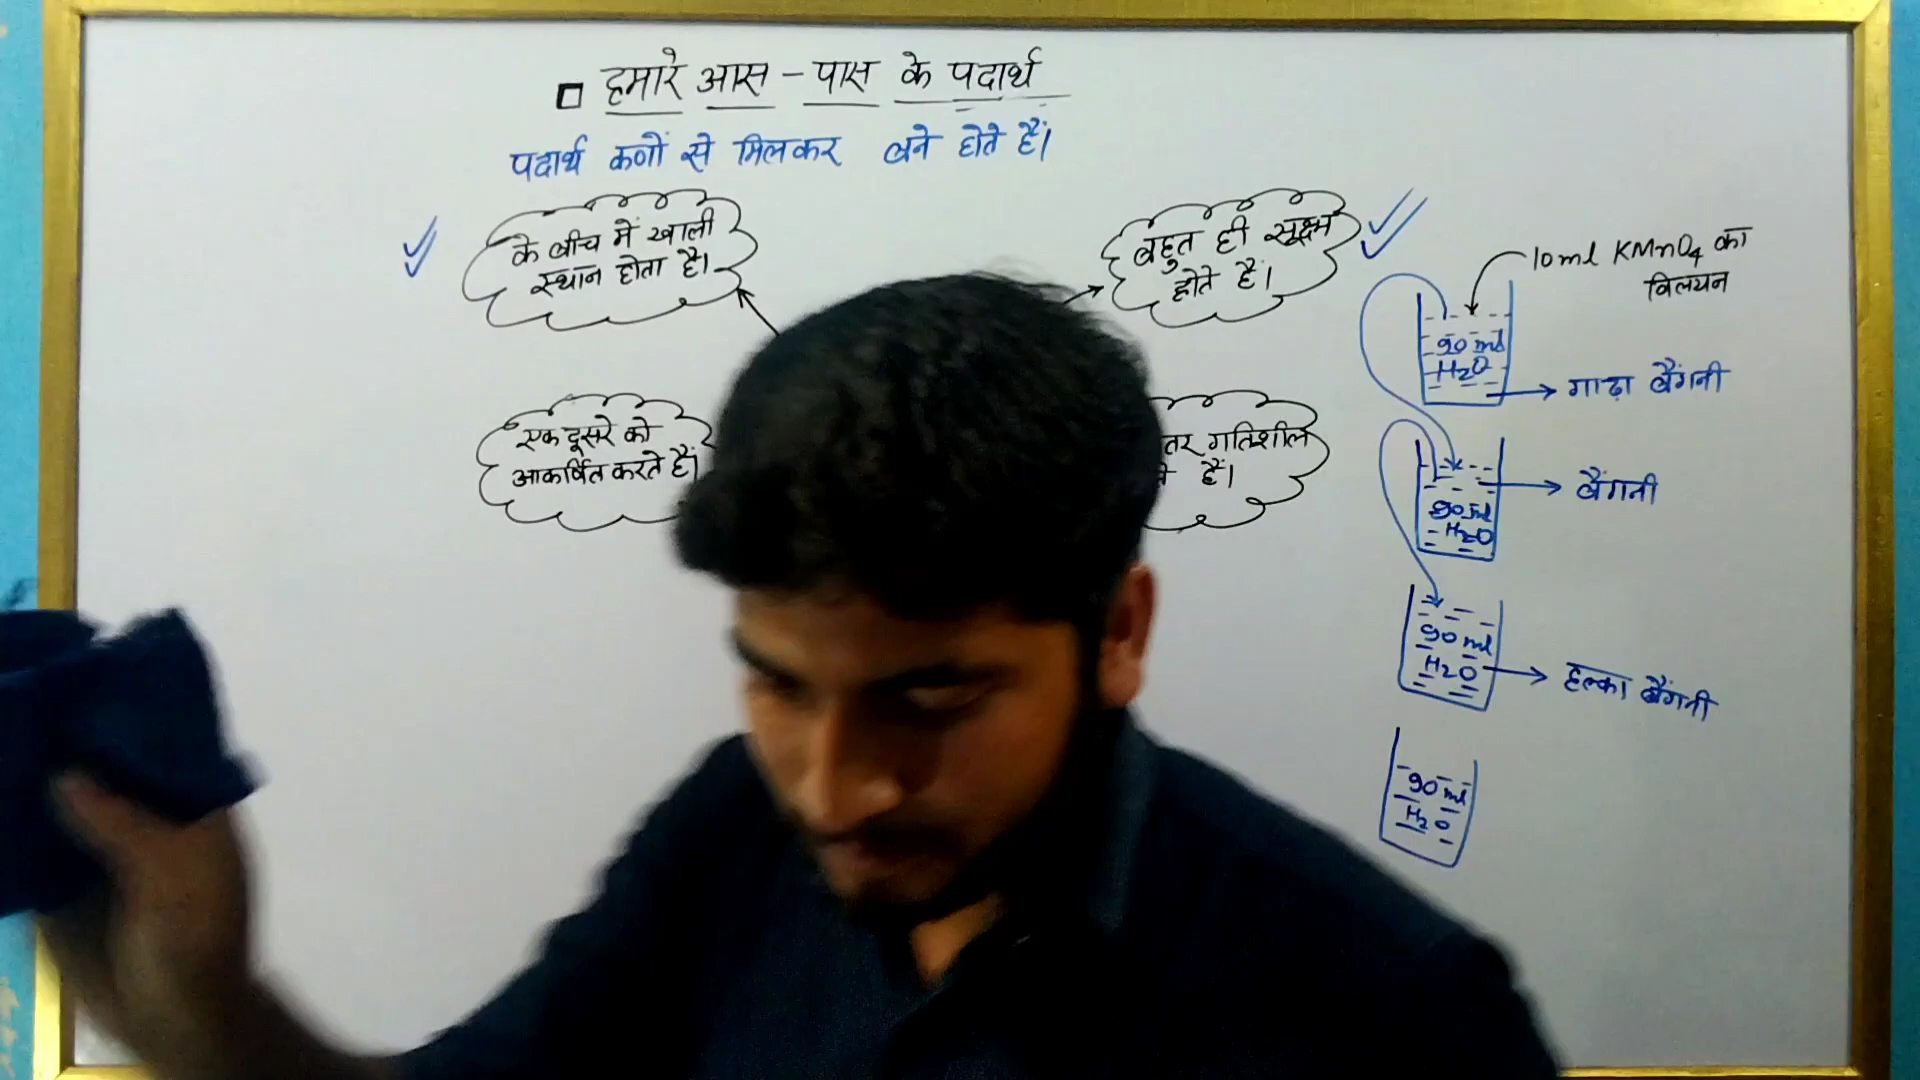 हमारे आस - पास के पदार्थ
पदार्थ कणों से मिलकर बने होते हैं।
के बीच में खाली
स्थान होता है।
बहुत ही सूक्ष्म
होते हैं।
एक दूसरे को
आकर्षित करते हैं।
तर गतिशील
हैं।
10ml KMnO4 का
विलयन
90 ml
H2O
गाढ़ा बैंगनी
90 ml
H2O
बैंगनी
90 ml
H2O
हल्का बैंगनी
90 ml
H2O